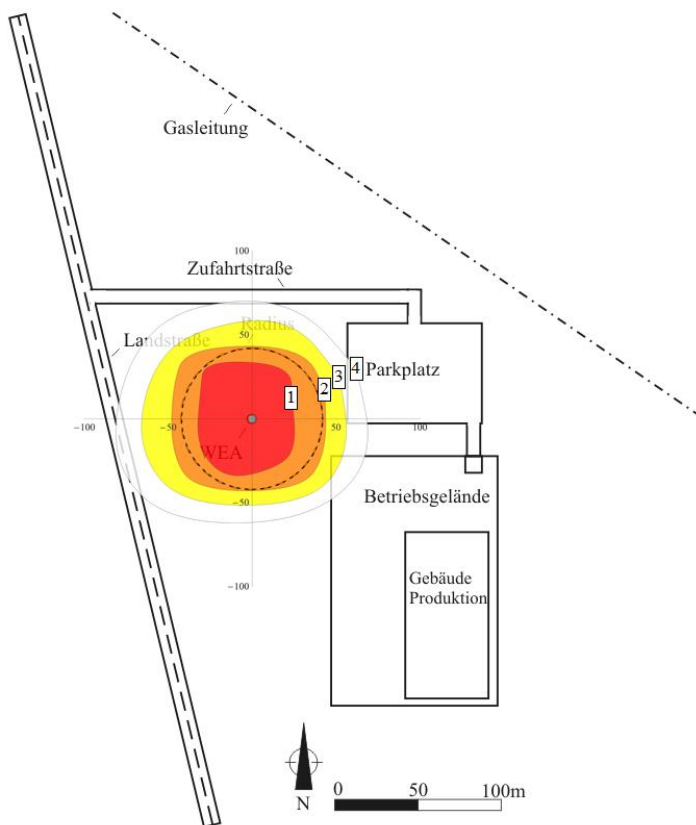 Gasleitung
100
Zufahrtstraße
Radius
50
Landstraße
4
3
Parkplatz
2
1
-100
-50
50
100
WEA
Betriebsgelände
-50
Gebäude
Produktion
-100
N
0
50
100m